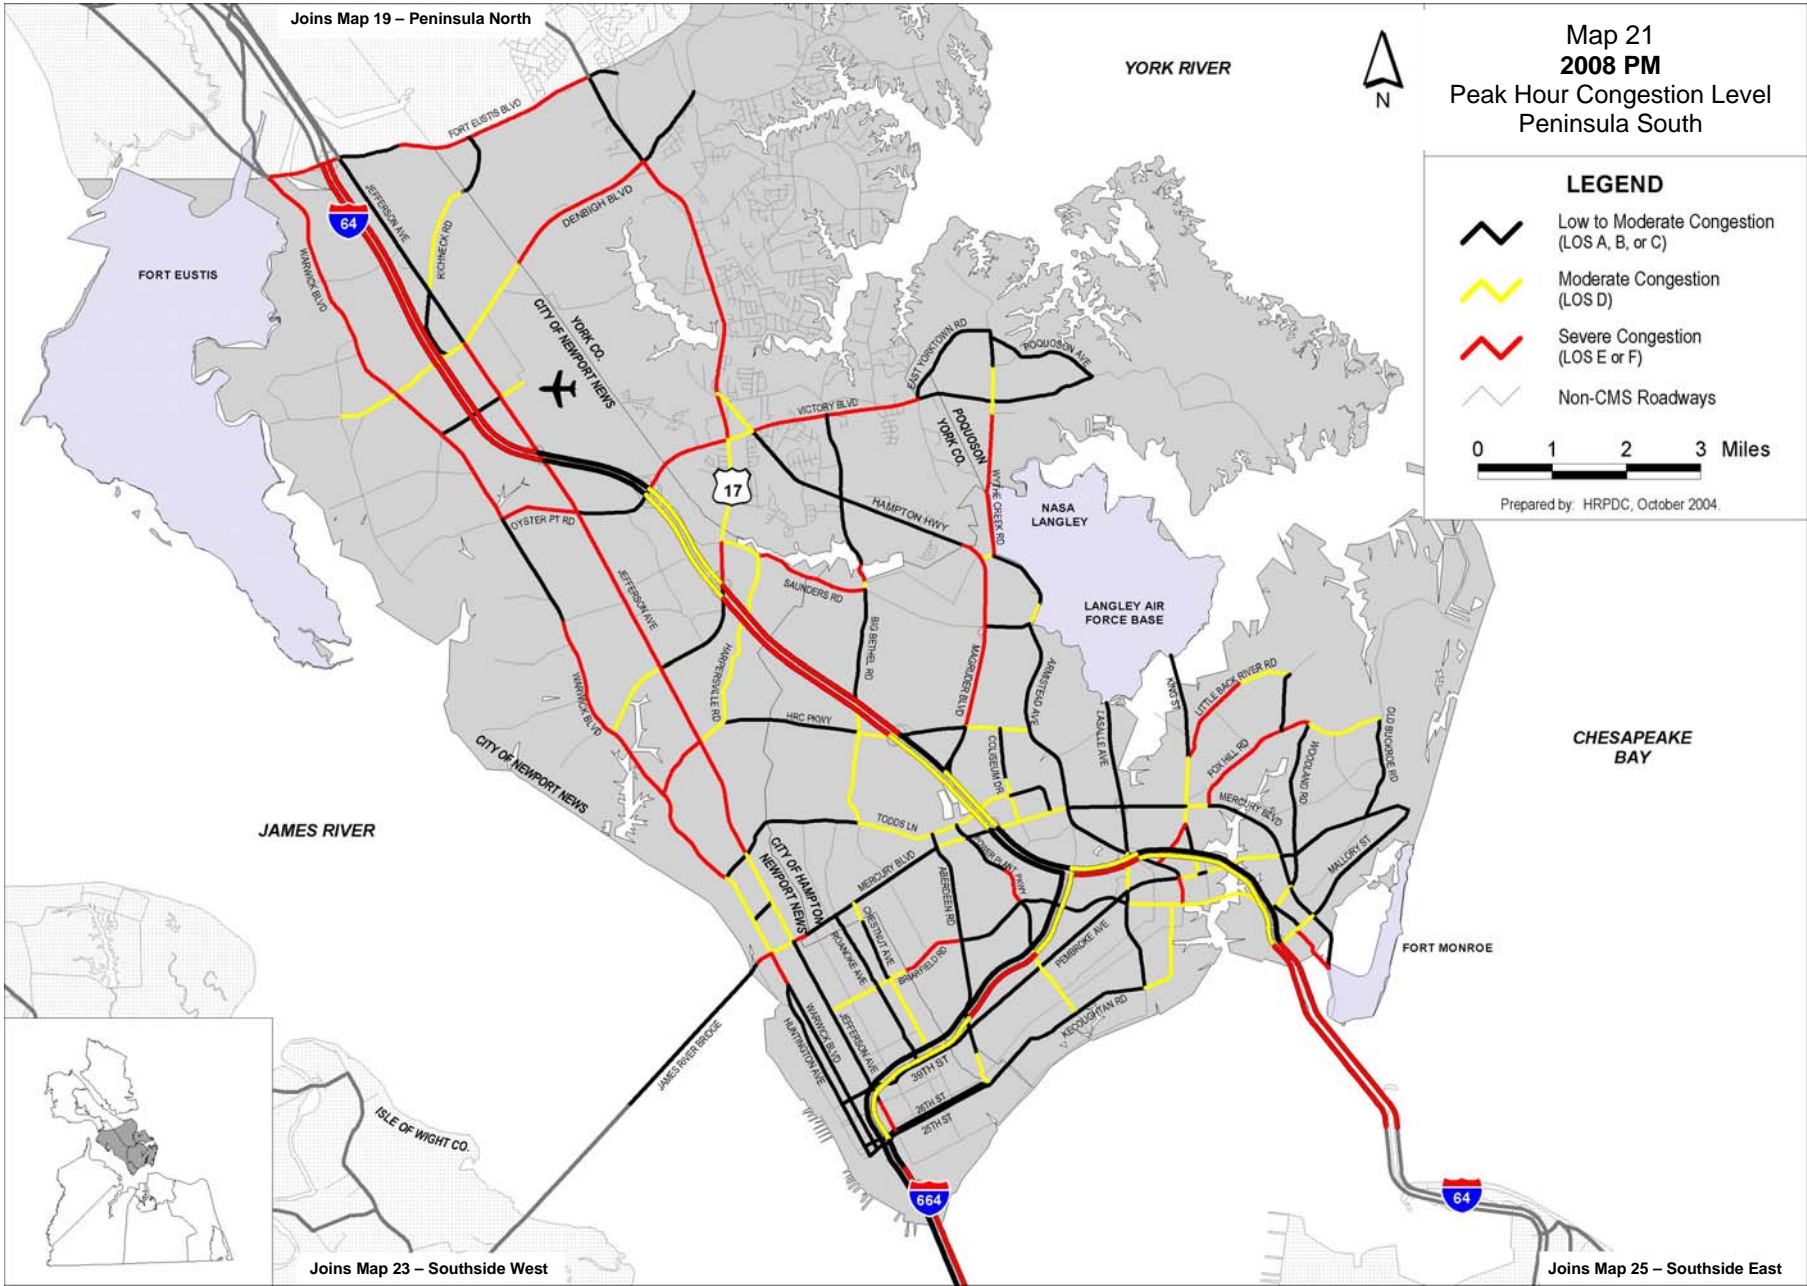 Joins Map 19 – Peninsula North
YORK RIVER
N
Map 21
2008 PM
Peak Hour Congestion Level
Peninsula South
LEGEND
Low to Moderate Congestion
(LOS A, B, or C)
Moderate Congestion
(LOS D)
Severe Congestion
(LOS E or F)
Non-CMS Roadways
0 1 2 3 Miles
Prepared by: HRPDC, October 2004.
FORT EUSTIS BLVD
JEFFERSON AVE
64
RICHNECK RD
DENBIGH BLVD
FORT EUSTIS
WARWICK BLVD
YORK CO.
CITY OF NEWPORT NEWS
EAST YORKTOWN RD
POQUOSON AVE
VICTORY BLVD
POQUOSON
YORK CO.
17
WYTHE CREEK RD
HAMPTON HWY
NASA
LANGLEY
OYSTER PT RD
JEFFERSON AVE
SAUNDERS RD
LANGLEY AIR
FORCE BASE
BIG BETHEL RD
HARPERSVILLE RD
MAGRUDER BLVD
ARMISTEAD AVE
KING ST
LITTLE BACK RIVER RD
WARWICK BLVD
HRC PKWY
COLISEUM DR
LASALLE AVE
FOX HILL RD
WOODLAND RD
OLD BUCKROE RD
CHESAPEAKE
BAY
CITY OF NEWPORT NEWS
MERCURY BLVD
JAMES RIVER
TODDS LN
CITY OF HAMPTON
NEWPORT NEWS
MERCURY BLVD
POWER PLANT PKWY
MALLORY ST
ABERDEEN RD
CHESTNUT AVE
ROANOKE AVE
BRIARFIELD RD
PEMBROKE AVE
FORT MONROE
KECOUGHTAN RD
JAMES RIVER BRIDGE
HUNTINGTON AVE
WARWICK BLVD
JEFFERSON AVE
39TH ST
26TH ST
25TH ST
ISLE OF WIGHT CO.
664
64
Joins Map 23 – Southside West
Joins Map 25 – Southside East